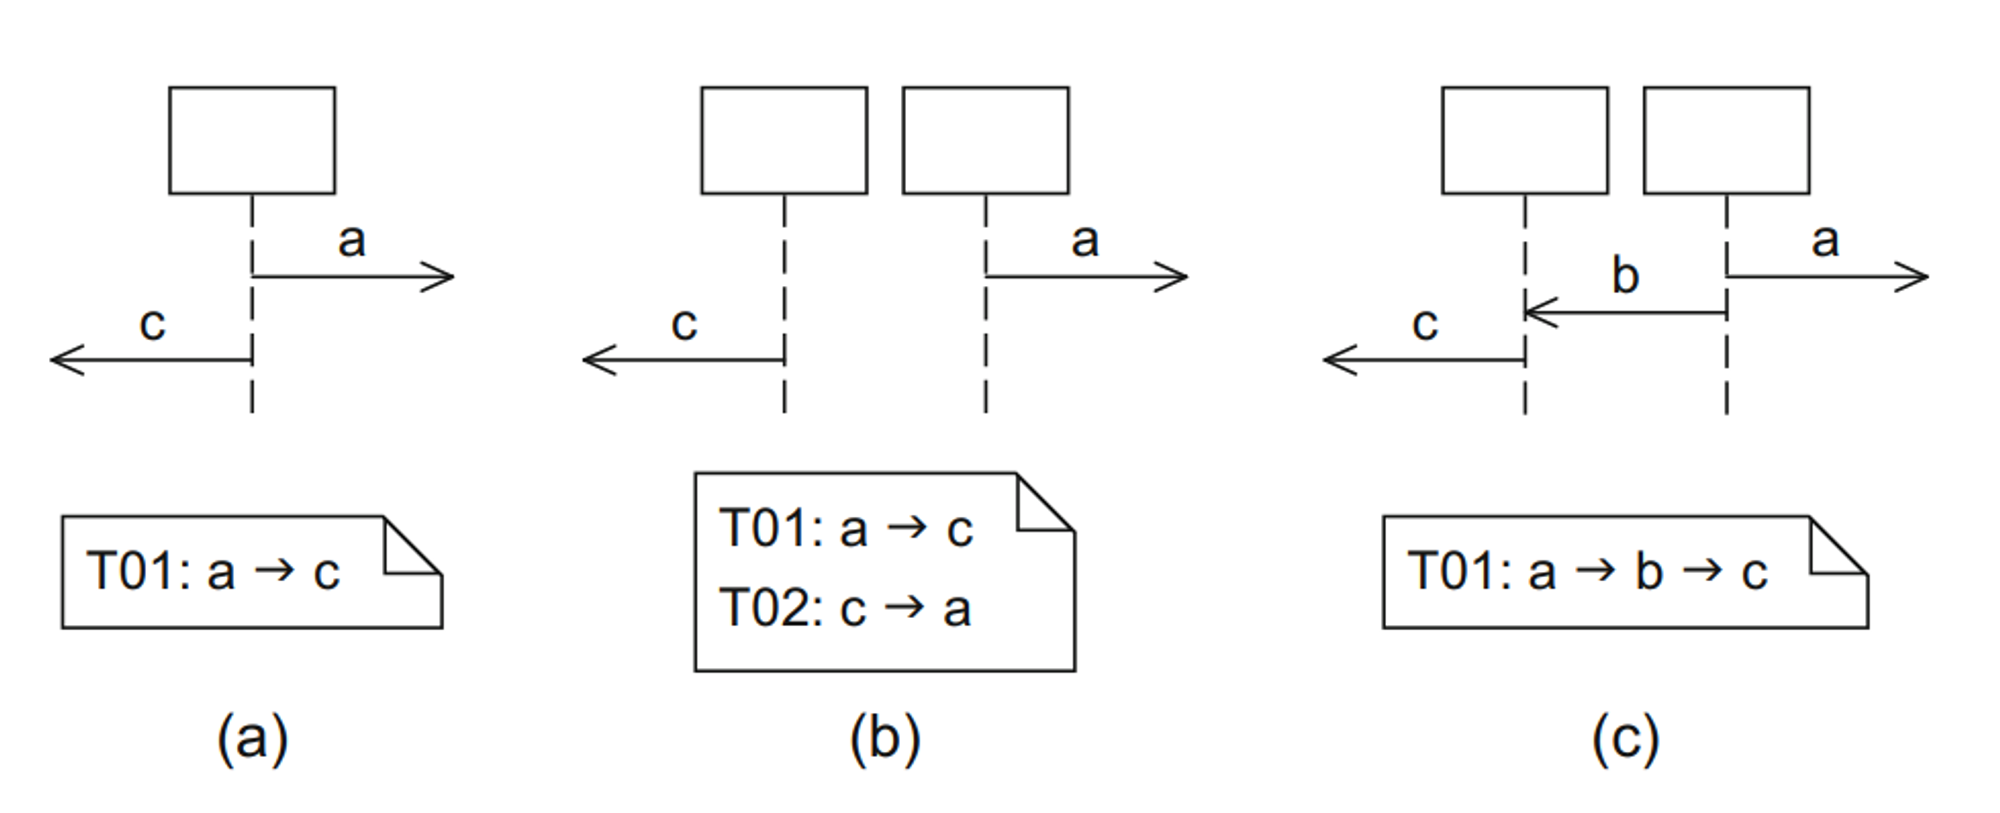 a
c
T01: a → c
(a)
a
c
T01: a → c
T02: c → a
(b)
a
b
c
T01: a → b → c
(c)